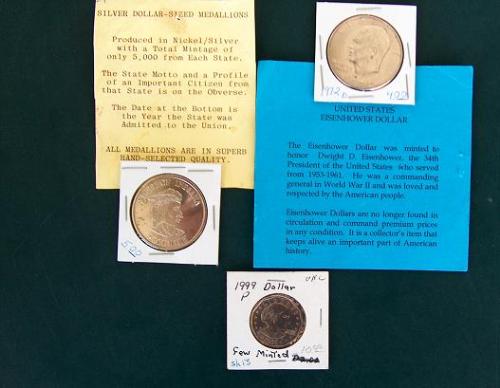 SILVER DOLLAR-SIZED MEDALLIONS
Produced in Nickel/Silver
with a Total Mintage of
only 5,000 from Each State.
The State Motto and a Profile
of an Important Citizen from
that State is on the Obverse.
The Date at the Bottom is
the Year the State was
Admitted to the Union.
ALL MEDALLIONS ARE IN SUPERB
HAND-SELECTED QUALITY.
1972
UNITED STATES
EISENHOWER DOLLAR
The Eisenhower Dollar was minted to
honor Dwight D. Eisenhower, the 34th
President of the United States who served
from 1953-1961. He was a commanding
general in World War II and was loved and
respected by the American people.
Eisenhower Dollars are no longer found in
circulation and command premium prices
in any condition. It is a collector's item that
keeps alive an important part of American
history.
1999 Dollar
P
UNC
Few Minted